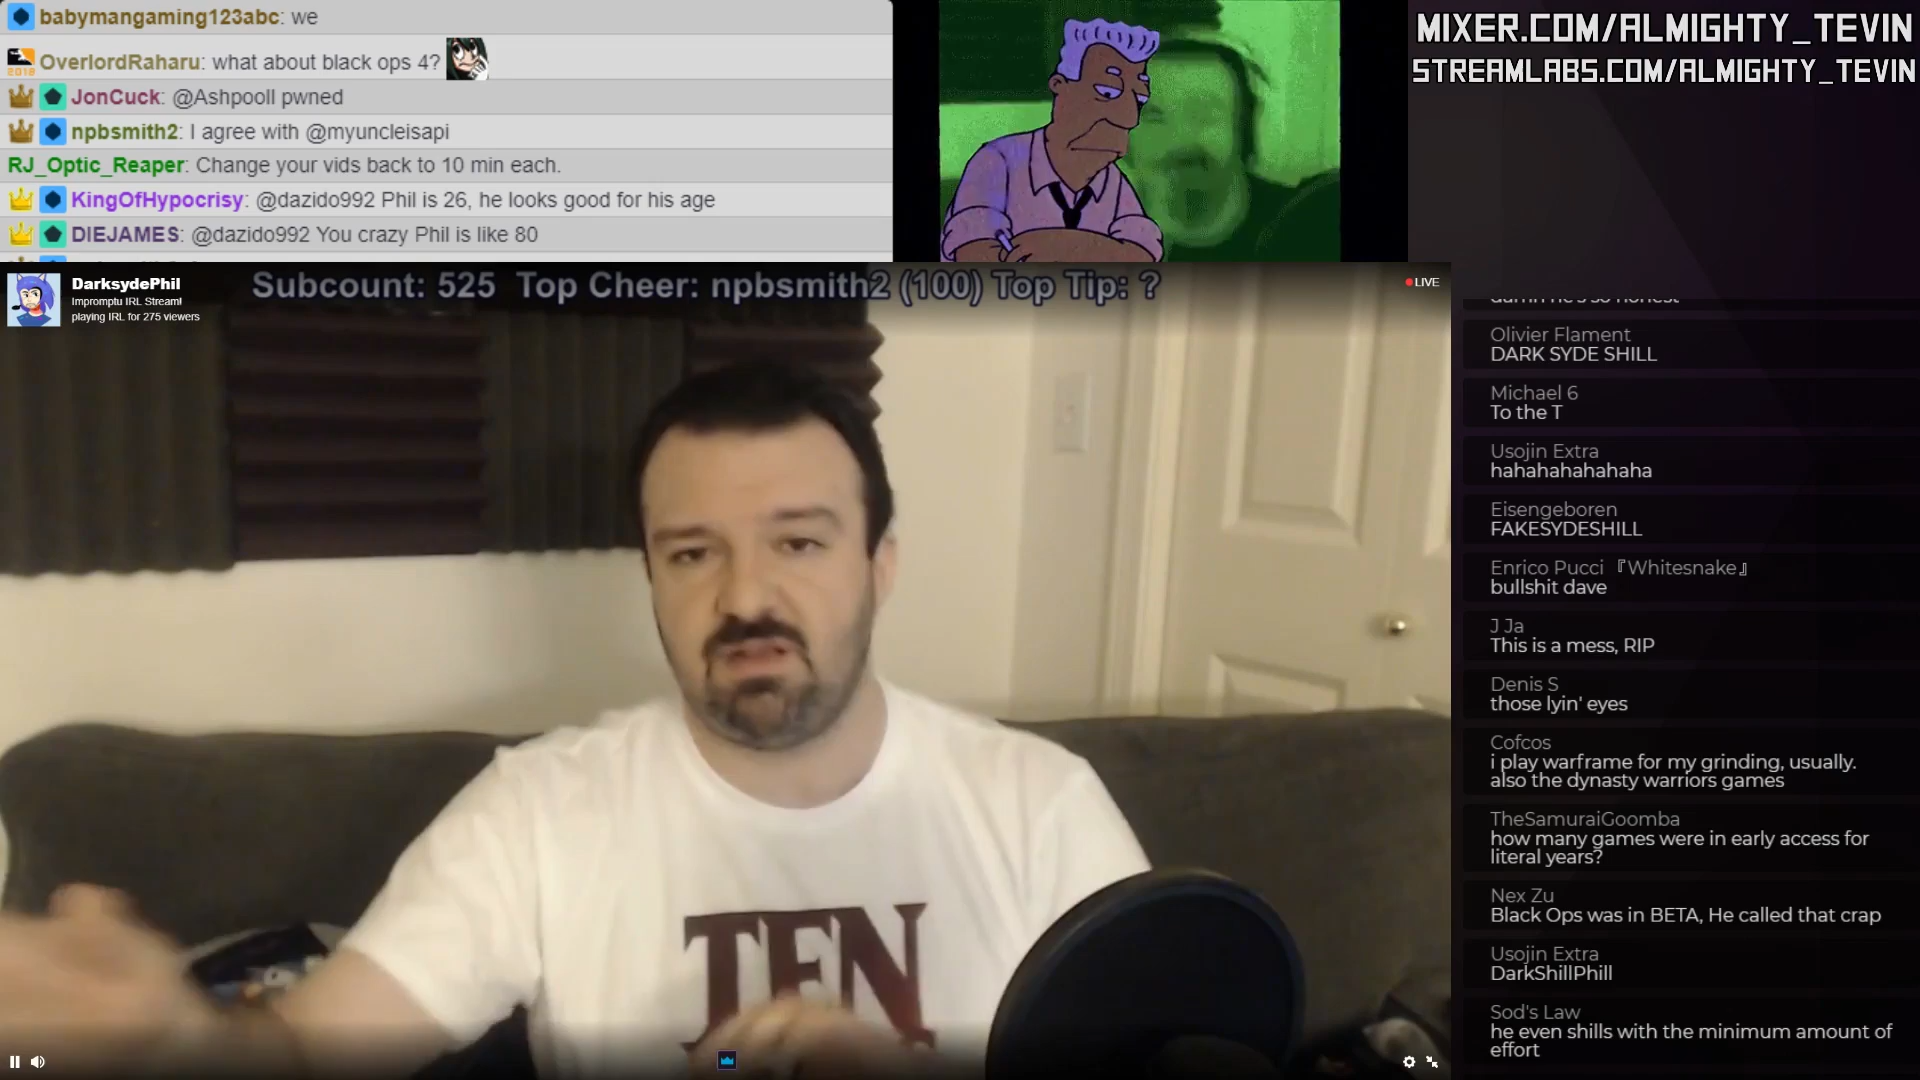 babymangaming123abc: we
OverlordRaharu: what about black ops 4?
2018
JonCuck: @Ashpooll pwned
npbsmith2: I agree with @myuncleisapi
RJ_Optic_Reaper: Change your vids back to 10 min each.
KingOfHypocrisy: @dazido992 Phil is 26, he looks good for his age
DIEJAMES: @dazido992 You crazy Phil is like 80
MIXER.COM/ALMIGHTY_TEVIN
STREAMLABS.COM/ALMIGHTY_TEVIN
DarksydePhil
Impromptu IRL Stream!
playing IRL for 275 viewers
Subcount: 525 Top Cheer: npbsmith2 (100) Top Tip: ?
LIVE
TEN
damn he's so honest
Olivier Flament
DARK SYDE SHILL
Michael 6
To the T
Usojin Extra
hahahahahahaha
Eisengeboren
FAKESYDESHILL
Enrico Pucci 『Whitesnake』
bullshit dave
J Ja
This is a mess, RIP
Denis S
those lyin' eyes
Cofcos
i play warframe for my grinding, usually.
also the dynasty warriors games
TheSamuraiGoomba
how many games were in early access for
literal years?
Nex Zu
Black Ops was in BETA, He called that crap
Usojin Extra
DarkShillPhill
Sod's Law
he even shills with the minimum amount of
effort